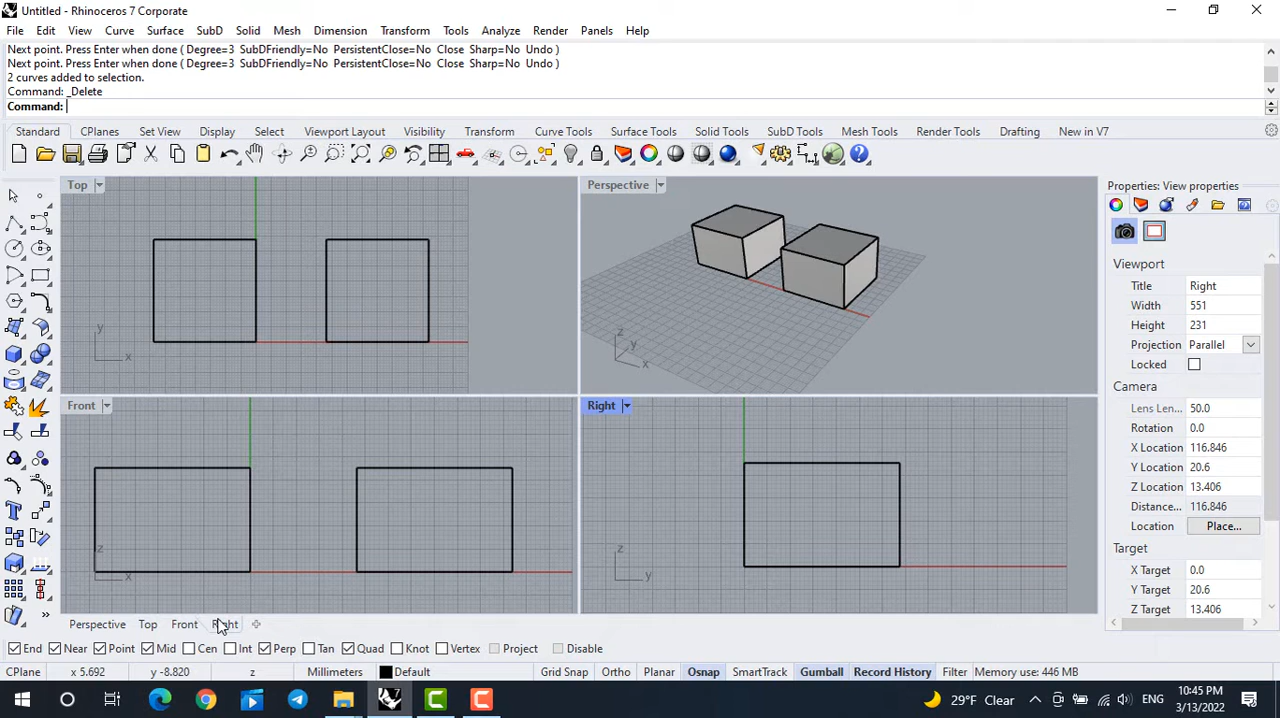 Untitled - Rhinoceros 7 Corporate
File Edit View Curve Surface SubD Solid Mesh Dimension Transform Tools Analyze Render Panels Help
Next point. Press Enter when done ( Degree=3 SubDFriendly=No PersistentClose=No Close Sharp=No Undo )
Next point. Press Enter when done ( Degree=3 SubDFriendly=No PersistentClose=No Close Sharp=No Undo )
2 curves added to selection.
Command: _Delete
Command:
Standard CPlanes Set View Display Select Viewport Layout Visibility Transform Curve Tools Surface Tools Solid Tools SubD Tools Mesh Tools Render Tools Drafting New in V7
Top
Perspective
Properties: View properties
Viewport
Title Right
Width 551
Height 231
Projection Parallel
Locked
Camera
Lens Len... 50.0
Rotation 0.0
X Location 116.846
Y Location 20.6
Z Location 13.406
Distance... 116.846
Location Place...
Target
X Target 0.0
Y Target 20.6
Z Target 13.406
y
x
z
y
x
Front
Right
z
x
z
y
Perspective Top Front Right
End Near Point Mid Cen Int Perp Tan Quad Knot Vertex Project Disable
CPlane x 5.692 y -8.820 z Millimeters Default Grid Snap Ortho Planar Osnap SmartTrack Gumball Record History Filter Memory use: 446 MB
29°F Clear ENG 10:45 PM 3/13/2022